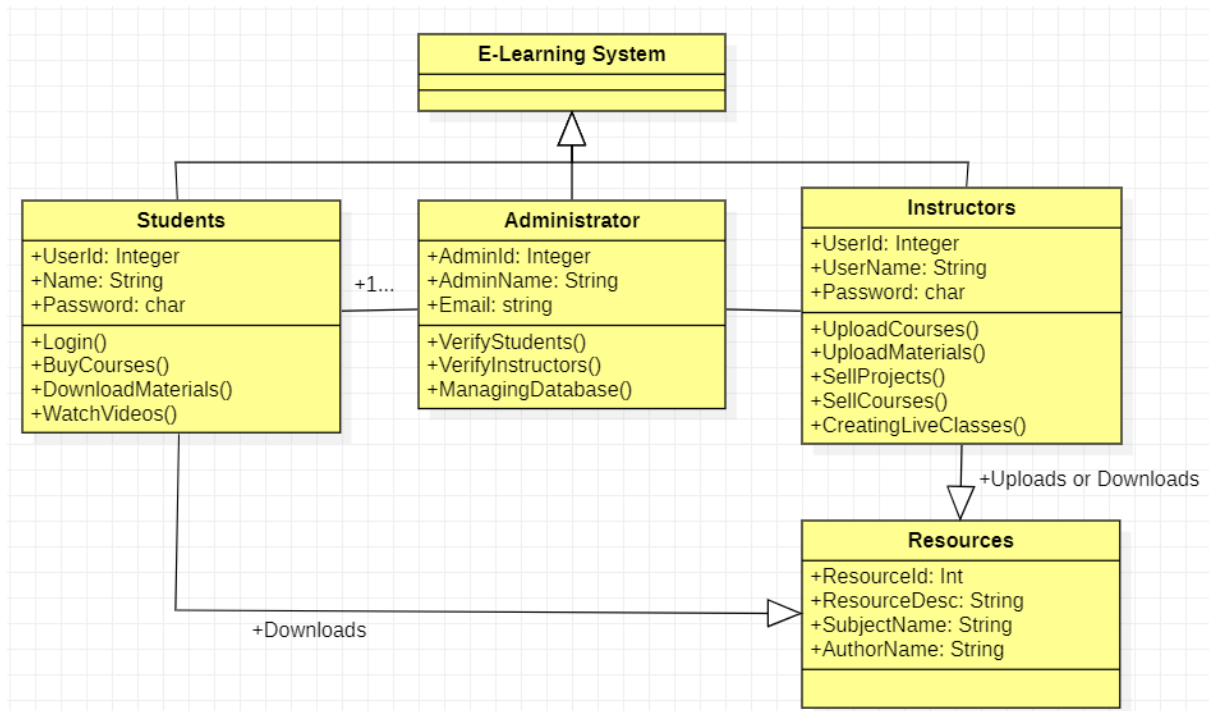 E-Learning System
Students
+UserId: Integer
+Name: String
+Password: char
+Login()
+BuyCourses()
+DownloadMaterials()
+WatchVideos()
+1...
Administrator
+AdminId: Integer
+AdminName: String
+Email: string
+VerifyStudents()
+VerifyInstructors()
+ManagingDatabase()
Instructors
+UserId: Integer
+UserName: String
+Password: char
+UploadCourses()
+UploadMaterials()
+SellProjects()
+SellCourses()
+CreatingLiveClasses()
+Uploads or Downloads
Resources
+ResourceId: Int
+ResourceDesc: String
+SubjectName: String
+AuthorName: String
+Downloads